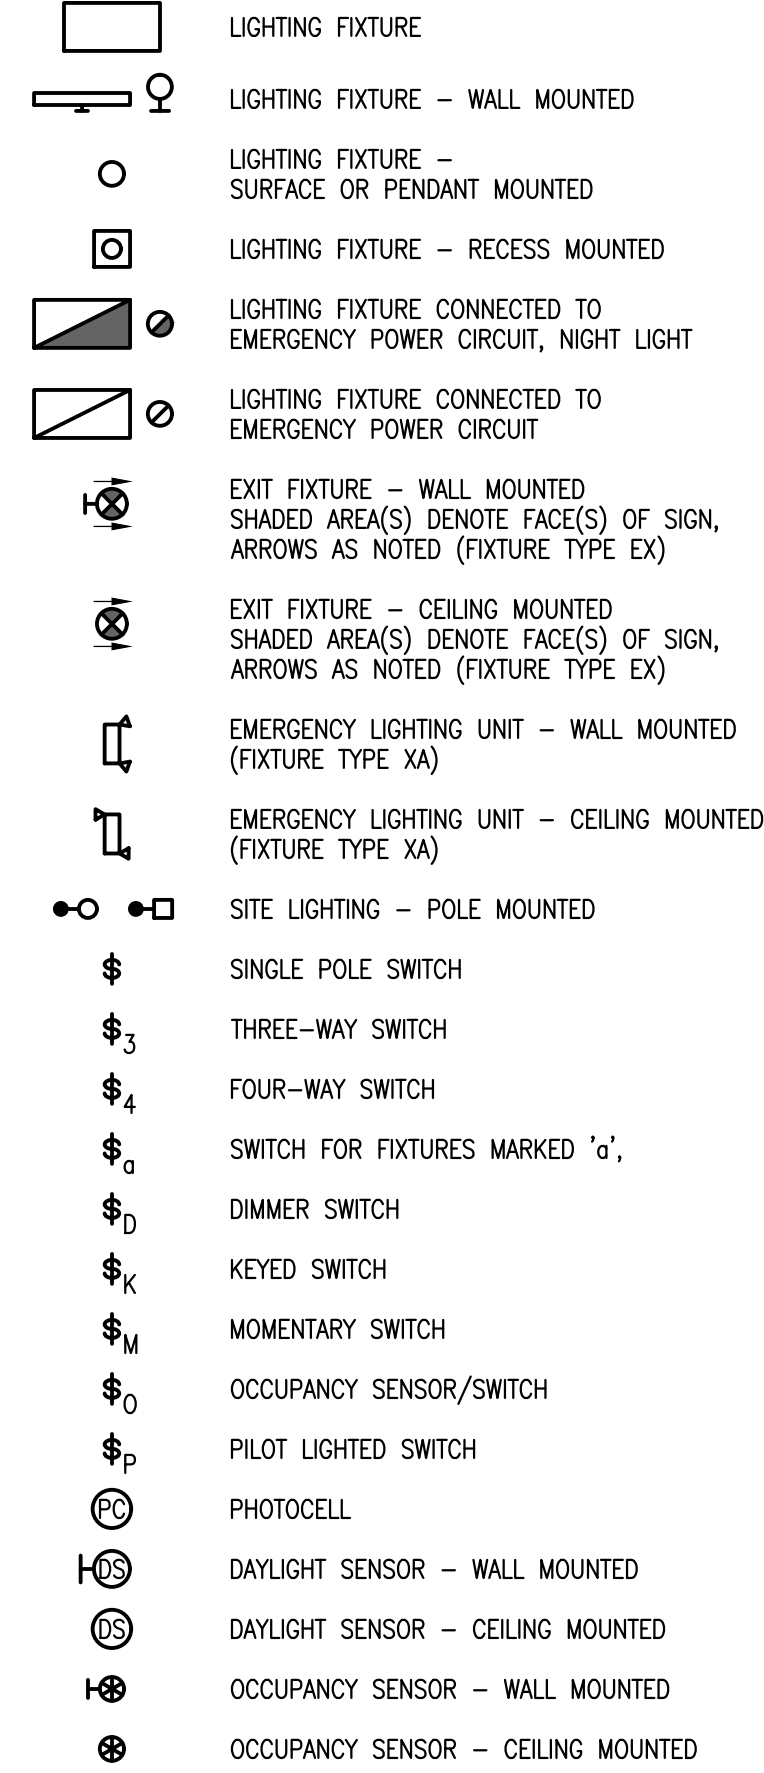 LIGHTING FIXTURE
LIGHTING FIXTURE – WALL MOUNTED
LIGHTING FIXTURE –
SURFACE OR PENDANT MOUNTED
LIGHTING FIXTURE – RECESS MOUNTED
LIGHTING FIXTURE CONNECTED TO
EMERGENCY POWER CIRCUIT, NIGHT LIGHT
LIGHTING FIXTURE CONNECTED TO
EMERGENCY POWER CIRCUIT
EXIT FIXTURE – WALL MOUNTED
SHADED AREA(S) DENOTE FACE(S) OF SIGN,
ARROWS AS NOTED (FIXTURE TYPE EX)
EXIT FIXTURE – CEILING MOUNTED
SHADED AREA(S) DENOTE FACE(S) OF SIGN,
ARROWS AS NOTED (FIXTURE TYPE EX)
EMERGENCY LIGHTING UNIT – WALL MOUNTED
(FIXTURE TYPE XA)
EMERGENCY LIGHTING UNIT – CEILING MOUNTED
(FIXTURE TYPE XA)
SITE LIGHTING – POLE MOUNTED
$ SINGLE POLE SWITCH
$3 THREE–WAY SWITCH
$4 FOUR–WAY SWITCH
$a SWITCH FOR FIXTURES MARKED 'a',
$D DIMMER SWITCH
$K KEYED SWITCH
$M MOMENTARY SWITCH
$O OCCUPANCY SENSOR/SWITCH
$P PILOT LIGHTED SWITCH
PC PHOTOCELL
DS DAYLIGHT SENSOR – WALL MOUNTED
DS DAYLIGHT SENSOR – CEILING MOUNTED
OCCUPANCY SENSOR – WALL MOUNTED
OCCUPANCY SENSOR – CEILING MOUNTED